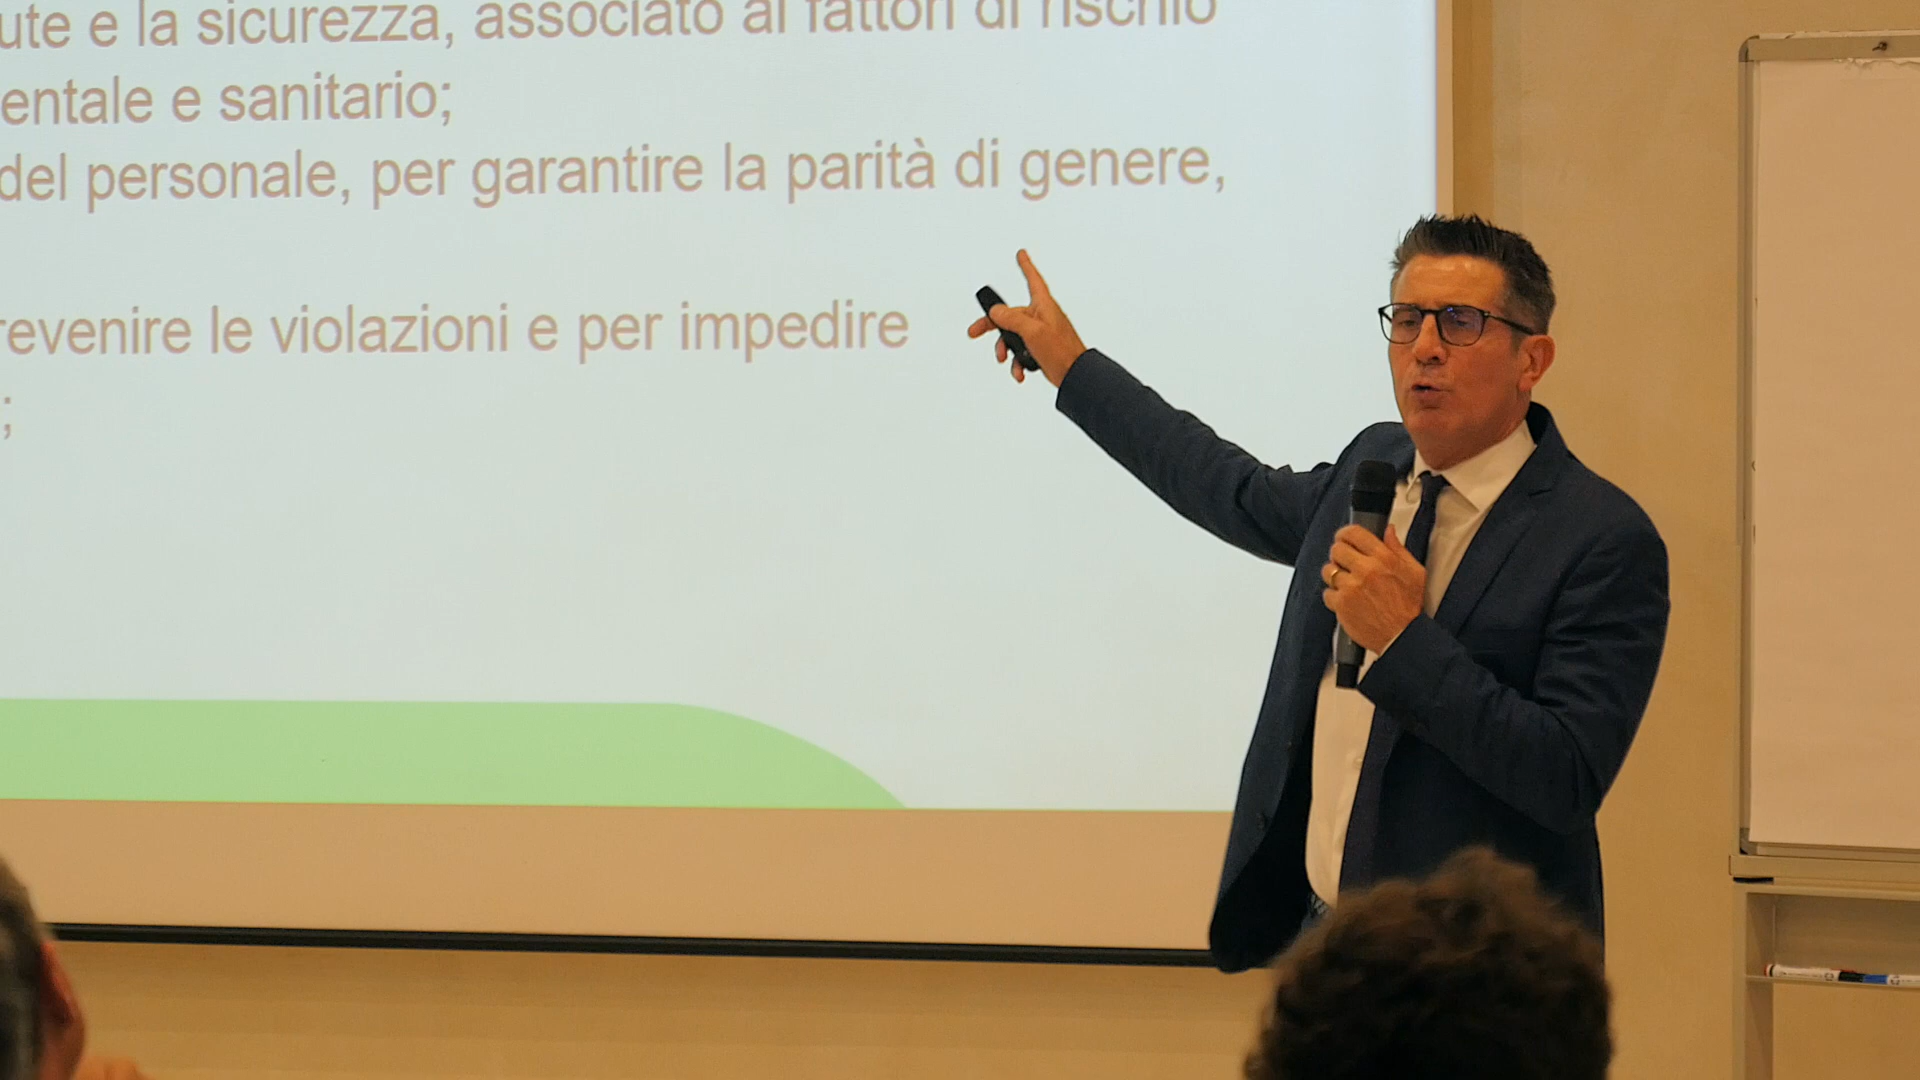 ute e la sicurezza, associato ai fattori di rischio
entale e sanitario;
del personale, per garantire la parità di genere,
revenire le violazioni e per impedire
;